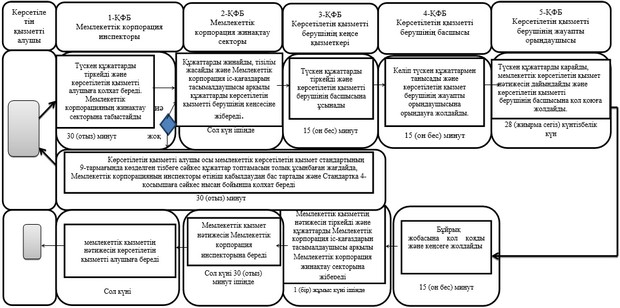 Көрсетіле
тін
қызметті
алушы
1-ҚФБ
Мемлекеттік корпорация
инспекторы
2-ҚФБ
Мемлекеттік
корпорация жинақтау
секторы
3-ҚФБ
Көрсетілетін қызметті
берушінің кеңсе
қызметкері
4-ҚФБ
Көрсетілетін қызметті
берушінің басшысы
5-ҚФБ
Көрсетілетін қызметті
берушінің жауапты
орындаушысы
Түскен құжаттарды
тіркейді және
көрсетілетін қызметті
алушыға қолхат береді.
Мемлекеттік
корпорацияның жинақтау
секторына табыстайды
30 (отыз) минут
жоқ
иә
Құжаттарды жинайды, тізілім
жасайды және Мемлекеттік
корпорация іс-қағаздарын
тасымалдаушысы арқылы
құжаттарды көрсетілетін
қызметті берушінің кеңсесіне
жібереді.
Сол күн ішінде
Түскен құжаттарды
тіркейді және
көрсетілетін қызметті
берушінің басшысына
ұсынады
15 (он бес) минут
Келіп түскен құжаттармен
танысады және
көрсетілетін қызмет
берушінің жауапты
орындаушысына
орындауға жолдайды.
15 (он бес) минут
Түскен құжаттарды қарайды,
мемлекеттік көрсетілетін қызмет
нәтижесін дайындайды және
көрсетілетін қызметті
берушінің басшысына қол қоюға
жолдайды.
28 (жиырма сегіз) күнтізбелік
күн
Көрсетілетін қызметті алушы осы мемлекеттік көрсетілетін қызмет стандартының
9-тармағында көзделген тізбеге сәйкес құжаттар топтамасын толық ұсынбаған жағдайда,
Мемлекеттік корпорациянын инспекторы өтініш қабылдаудан бас тартады және Стандартқа 4-
қосымшаға сәйкес нысан бойынша қолхат береді
30 (отыз) минут
мемлекеттік қызметтін
нәтижесін көрсетілетін
қызметті алушыға береді
Сол күні
Мемлекеттік қызмет
нәтижесін Мемлекеттік
корпорация
инспекторына береді
Сол күні 30 (отыз)
минут ішінде
Мемлекеттік қызметтің
нәтижесін тіркейді және
құжаттарды Мемлекеттік
корпорация іс-қағаздарын
тасымалдаушысы арқылы
Мемлекеттік корпорация
жинақтау секторына
жібереді
1 (бір) жұмыс күні ішінде
Бұйрық
жобасына қол қояды
және кеңсеге жолдайды
15 (он бес) минут